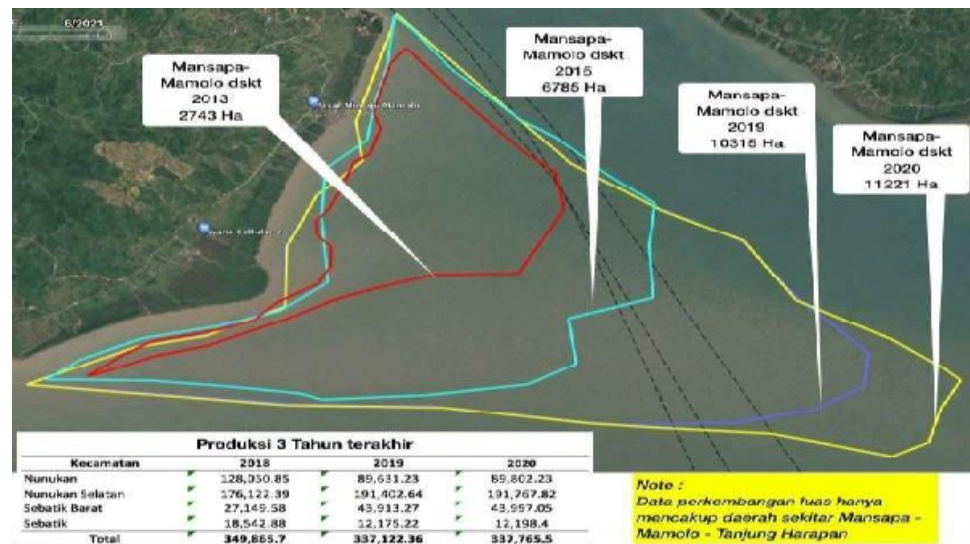 6/2021
Mansapa-
Mamolo dskt
2013
2743 Ha
Mansapa-
Mamolo dskt
2015
6785 Ha
Mansapa-
Mamolo dskt
2019
10315 Ha
Mansapa-
Mamolo dskt
2020
11221 Ha
Mamolo
Produksi 3 Tahun terakhir
Kecamatan 2018 2019 2020
Nunukan 128,050.85 89,631.23 89,802.23
Nunukan Selatan 176,122.39 191,402.64 191,767.82
Sebatik Barat 27,149.58 43,913.27 43,997.05
Sebatik 18,542.88 12,175.22 12,198.4
Total 349,865.7 337,122.36 337,765.5
Note :
Data perkembangan luas hanya
mencakup daerah sekitar Mansapa -
Mamolo - Tanjung Harapan